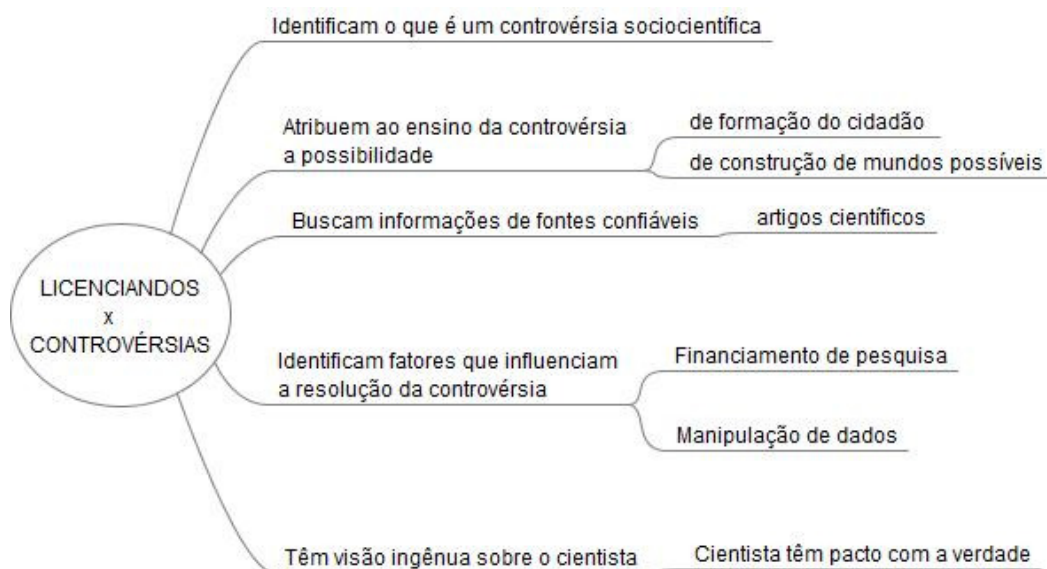 Identificam o que é um controvérsia sociocientífica
Atribuem ao ensino da controvérsia
a possibilidade
de formação do cidadão
de construção de mundos possíveis
Buscam informações de fontes confiáveis
artigos científicos
LICENCIANDOS
x
CONTROVÉRSIAS
Identificam fatores que influenciam
a resolução da controvérsia
Financiamento de pesquisa
Manipulação de dados
Têm visão ingênua sobre o cientista
Cientista têm pacto com a verdade